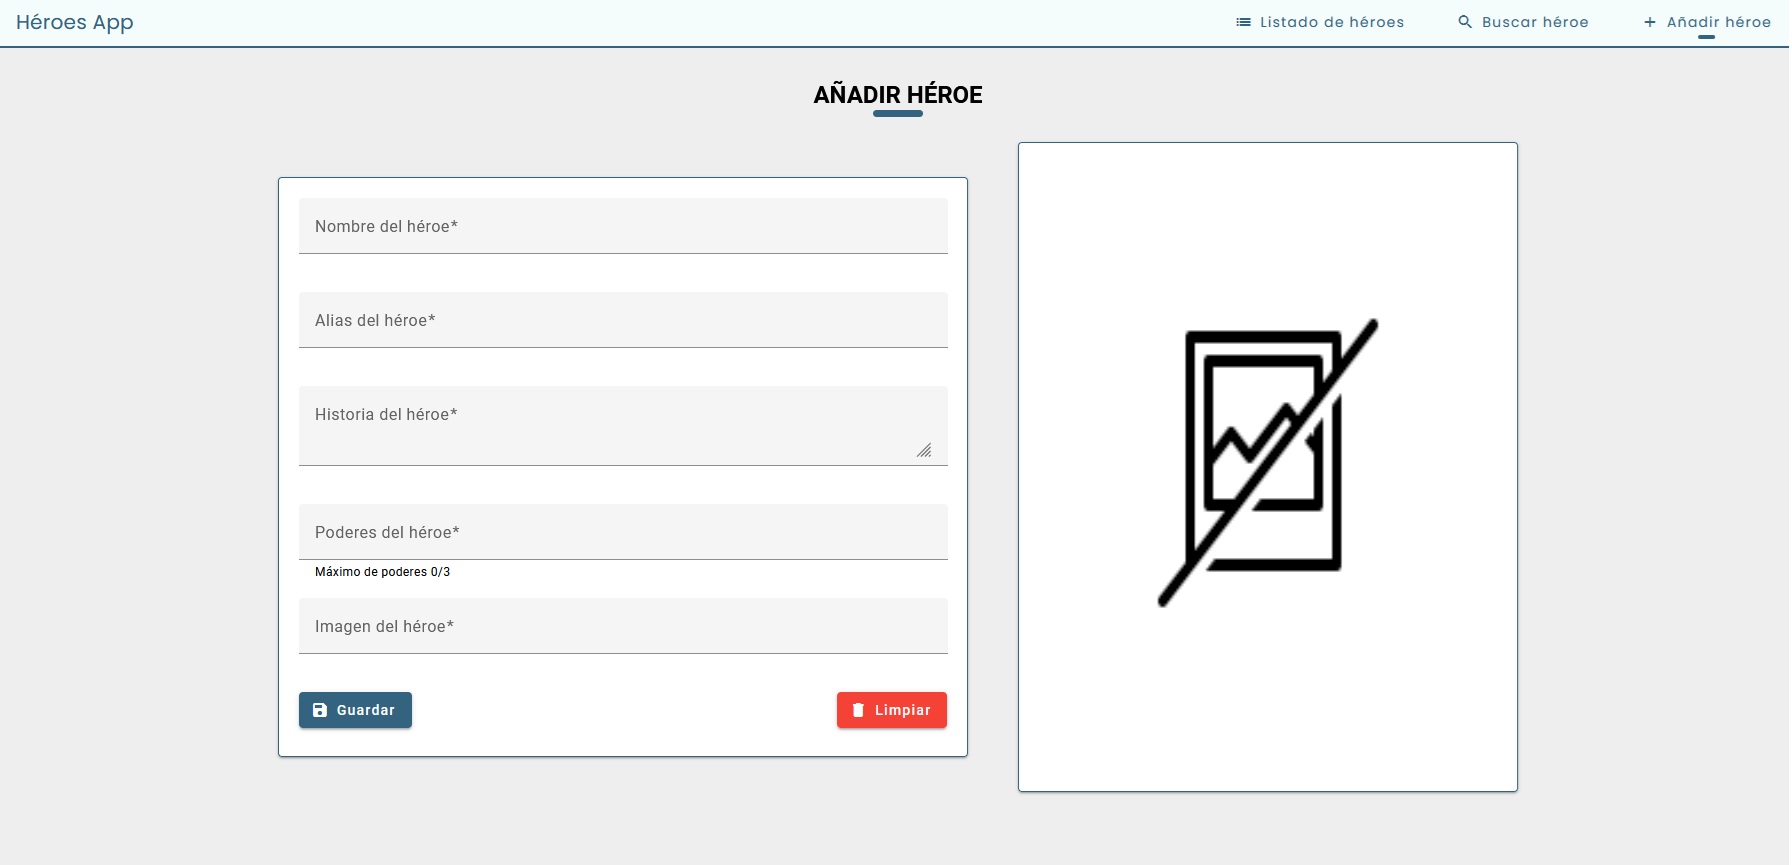 Héroes App
Listado de héroes
Buscar héroe
Añadir héroe
AÑADIR HÉROE
Nombre del héroe*
Alias del héroe*
Historia del héroe*
Poderes del héroe*
Máximo de poderes 0/3
Imagen del héroe*
Guardar
Limpiar